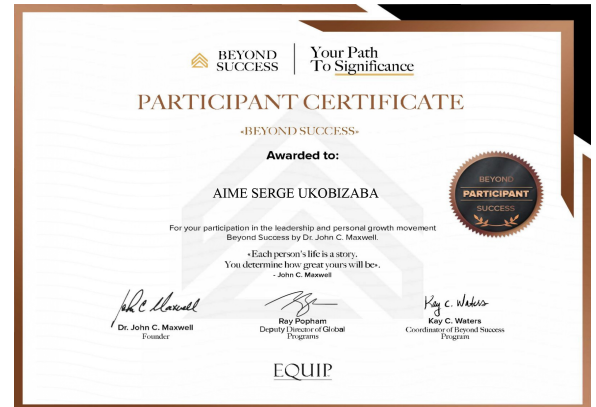 BEYOND
SUCCESS
Your Path
To Significance
PARTICIPANT CERTIFICATE
«BEYOND SUCCESS»
Awarded to:
AIME SERGE UKOBIZABA
BEYOND
PARTICIPANT
SUCCESS
For your participation in the leadership and personal growth movement
Beyond Success by Dr. John C. Maxwell.
«Each person's life is a story.
You determine how great yours will be».
- John C. Maxwell
John C Maxwell
Kay C. Waters
Dr. John C. Maxwell
Founder
Ray Popham
Deputy Director of Global
Programs
Kay C. Waters
Coordinator of Beyond Success
Program
EQUIP